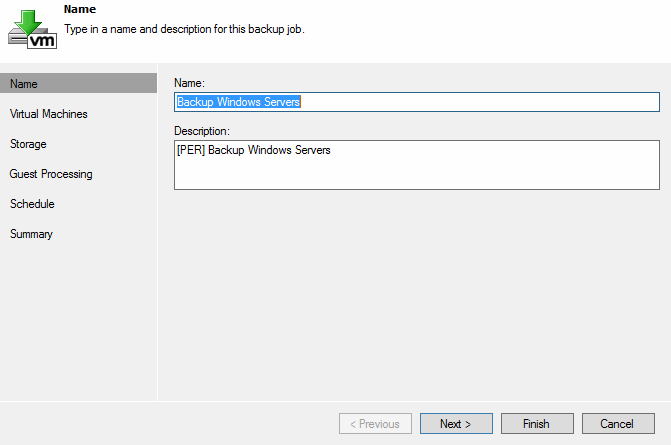 Name
Type in a name and description for this backup job.
vm
Name
Virtual Machines
Storage
Guest Processing
Schedule
Summary
Name:
Backup Windows Servers
Description:
[PER] Backup Windows Servers
< Previous
Next >
Finish
Cancel